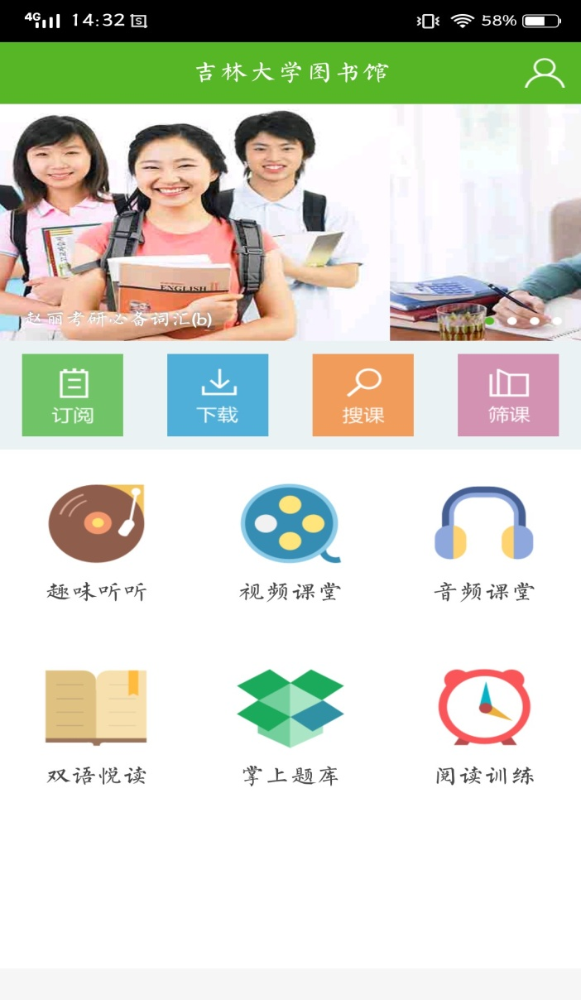 4G 14:32 58%
吉林大学图书馆
ENGLISH II
赵丽考研必备词汇(b)
订阅 下载 搜课 筛课
趣味听听 视频课堂 音频课堂
双语悦读 掌上题库 阅读训练